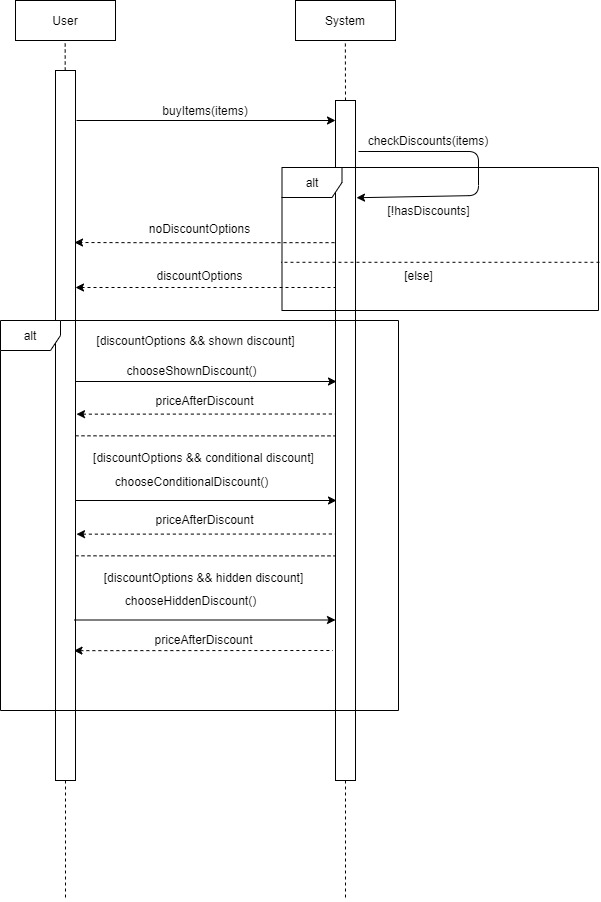 User
System
buyItems(items)
checkDiscounts(items)
alt
[!hasDiscounts]
noDiscountOptions
discountOptions
[else]
alt
[discountOptions && shown discount]
chooseShownDiscount()
priceAfterDiscount
[discountOptions && conditional discount]
chooseConditionalDiscount()
priceAfterDiscount
[discountOptions && hidden discount]
chooseHiddenDiscount()
priceAfterDiscount